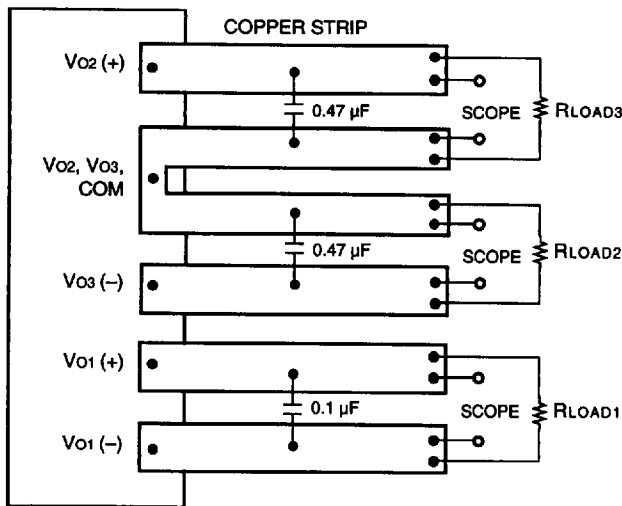 COPPER STRIP
VO2 (+)
0.47 µF
SCOPE
RLOAD3
VO2, VO3,
COM
0.47 µF
SCOPE
RLOAD2
VO3 (–)
VO1 (+)
0.1 µF
SCOPE
RLOAD1
VO1 (–)